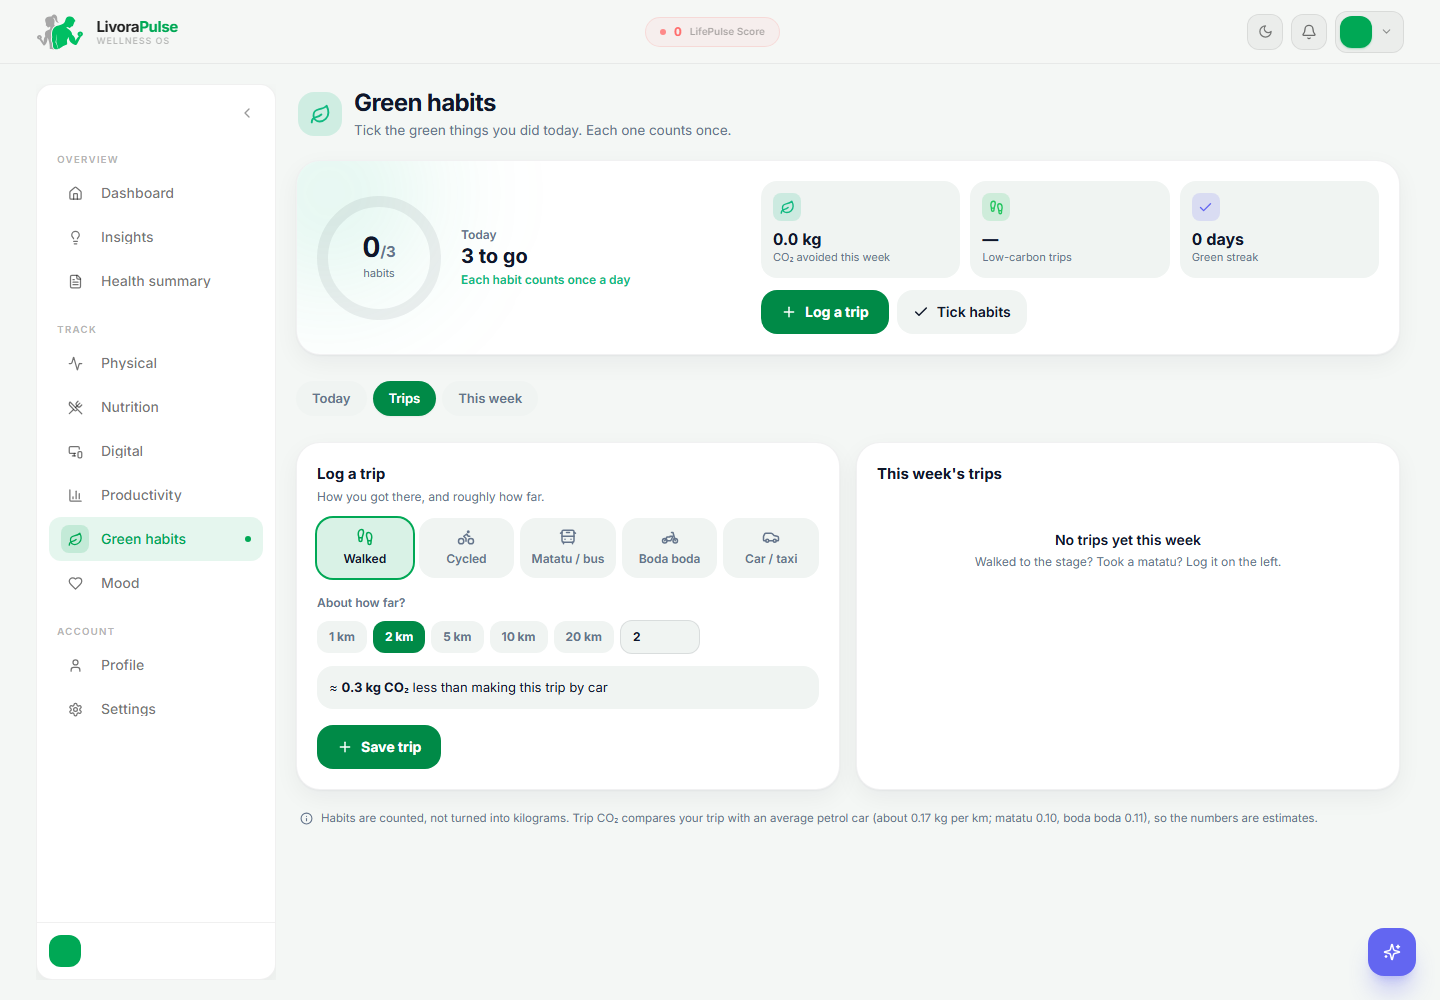 LivoraPulse
WELLNESS OS
0 LifePulse Score
OVERVIEW
Dashboard
Insights
Health summary
TRACK
Physical
Nutrition
Digital
Productivity
Green habits
Mood
ACCOUNT
Profile
Settings
Green habits
Tick the green things you did today. Each one counts once.
0/3
habits
Today
3 to go
Each habit counts once a day
0.0 kg
CO₂ avoided this week
—
Low-carbon trips
0 days
Green streak
Log a trip
Tick habits
Today
Trips
This week
Log a trip
How you got there, and roughly how far.
Walked
Cycled
Matatu / bus
Boda boda
Car / taxi
About how far?
1 km
2 km
5 km
10 km
20 km
2
≈ 0.3 kg CO₂ less than making this trip by car
Save trip
This week's trips
No trips yet this week
Walked to the stage? Took a matatu? Log it on the left.
Habits are counted, not turned into kilograms. Trip CO₂ compares your trip with an average petrol car (about 0.17 kg per km; matatu 0.10, boda boda 0.11), so the numbers are estimates.